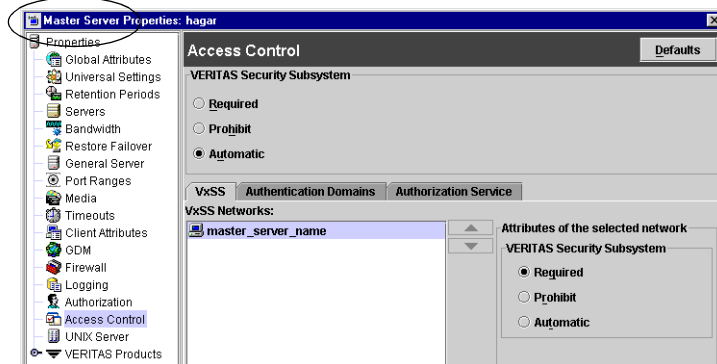 Master Server Properties: hagar
Properties
Global Attributes
Universal Settings
Retention Periods
Servers
Bandwidth
Restore Failover
General Server
Port Ranges
Media
Timeouts
Client Attributes
GDM
Firewall
Logging
Authorization
Access Control
UNIX Server
VERITAS Products
Access Control
Defaults
VERITAS Security Subsystem
Required
Prohibit
Automatic
VxSS Authentication Domains Authorization Service
VxSS Networks:
master_server_name
Attributes of the selected network
VERITAS Security Subsystem
Required
Prohibit
Automatic